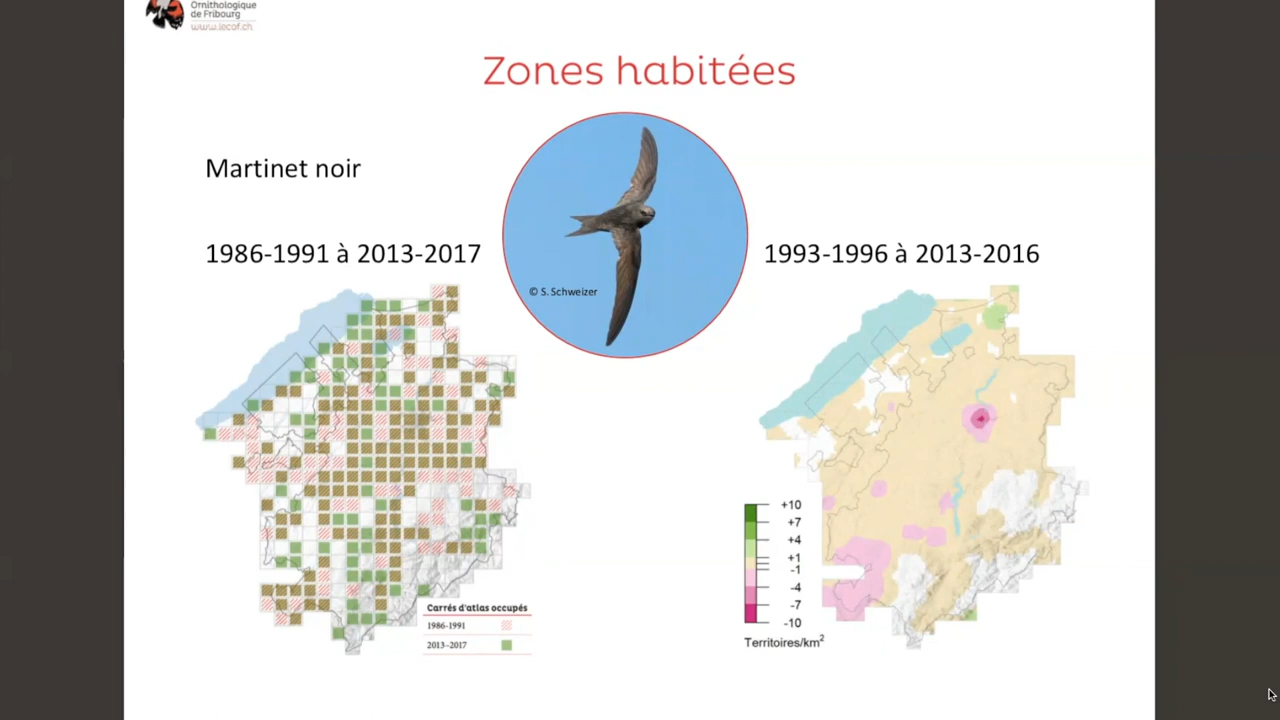 Ornithologique
de Fribourg
www.lecof.ch
Zones habitées
Martinet noir
1986-1991 à 2013-2017
1993-1996 à 2013-2016
© S. Schweizer
Carrés d'atlas occupés
1986-1991
2013-2017
+10
+7
+4
+1
-1
-4
-7
-10
Territoires/km²